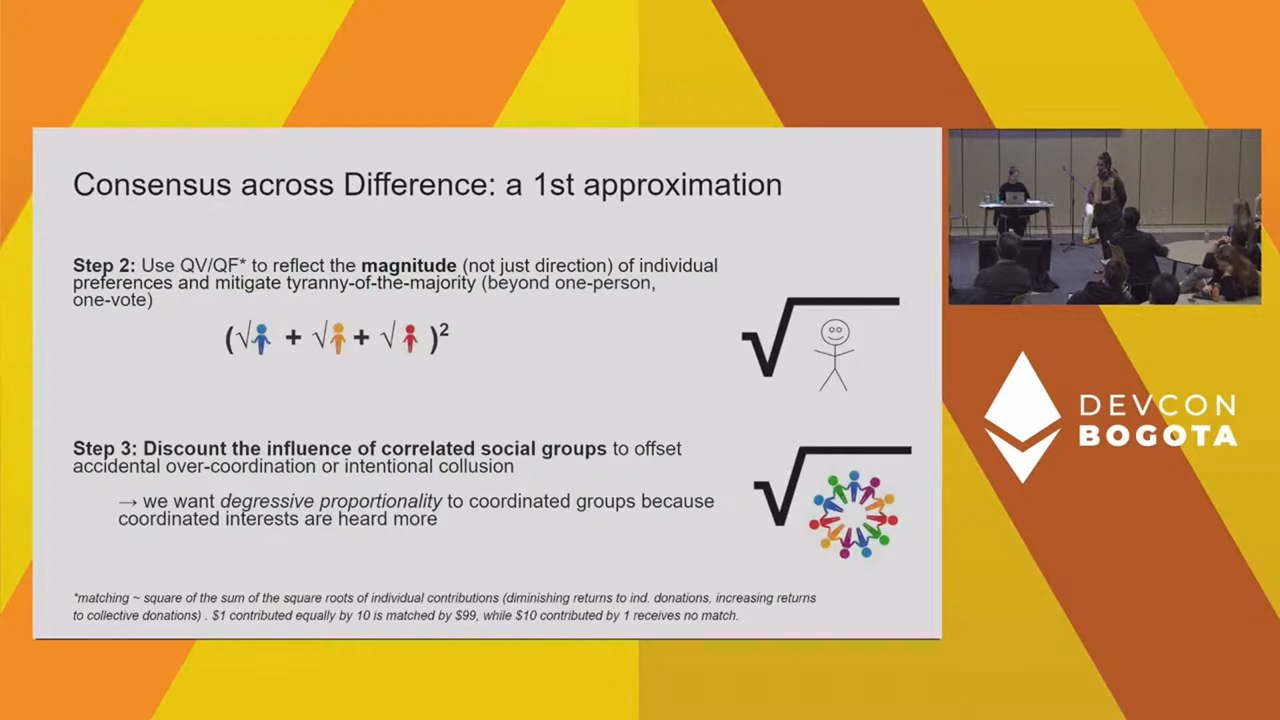 Consensus across Difference: a 1st approximation
Step 2: Use QV/QF* to reflect the magnitude (not just direction) of individual
preferences and mitigate tyranny-of-the-majority (beyond one-person,
one-vote)
(√ + √ + √ )²
Step 3: Discount the influence of correlated social groups to offset
accidental over-coordination or intentional collusion
→ we want degressive proportionality to coordinated groups because
coordinated interests are heard more
*matching ~ square of the sum of the square roots of individual contributions (diminishing returns to ind. donations, increasing returns
to collective donations) . $1 contributed equally by 10 is matched by $99, while $10 contributed by 1 receives no match.
DEVCON
BOGOTA